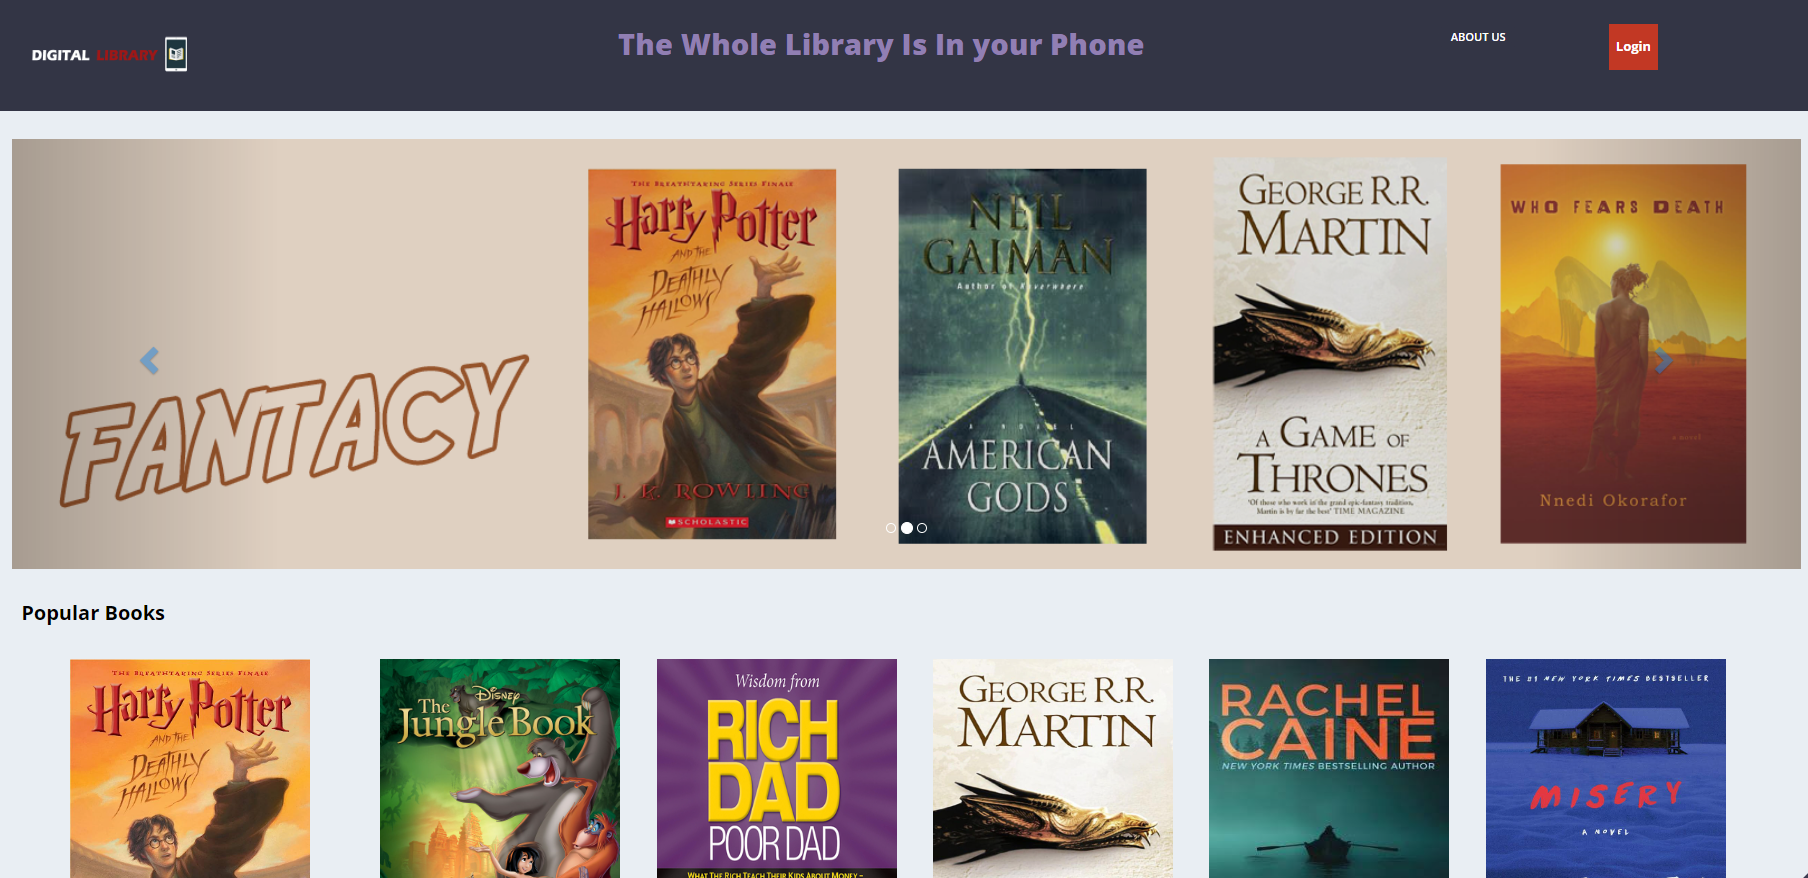 DIGITAL LIBRARY
The Whole Library Is In your Phone
ABOUT US
Login
FANTACY
THE BREATHTAKING SERIES FINALE
Harry Potter
AND THE
DEATHLY
HALLOWS
J. K. ROWLING
SCHOLASTIC
NEIL
GAIMAN
Author of Neverwhere
A NOVEL
AMERICAN
GODS
GEORGE R.R.
MARTIN
A GAME OF
THRONES
'Of those who work in the grand epic-fantasy tradition,
Martin is by far the best' TIME MAGAZINE
ENHANCED EDITION
WHO FEARS DEATH
a novel
Nnedi Okorafor
Popular Books
THE BREATHTAKING SERIES FINALE
Harry Potter
AND THE
DEATHLY
HALLOWS
DISNEY
The
Jungle Book
Wisdom from
RICH
DAD
POOR DAD
WHAT THE RICH TEACH THEIR KIDS ABOUT MONEY –
GEORGE R.R.
MARTIN
RACHEL
CAINE
NEW YORK TIMES BESTSELLING AUTHOR
THE #1 NEW YORK TIMES BESTSELLER
MISERY
A NOVEL